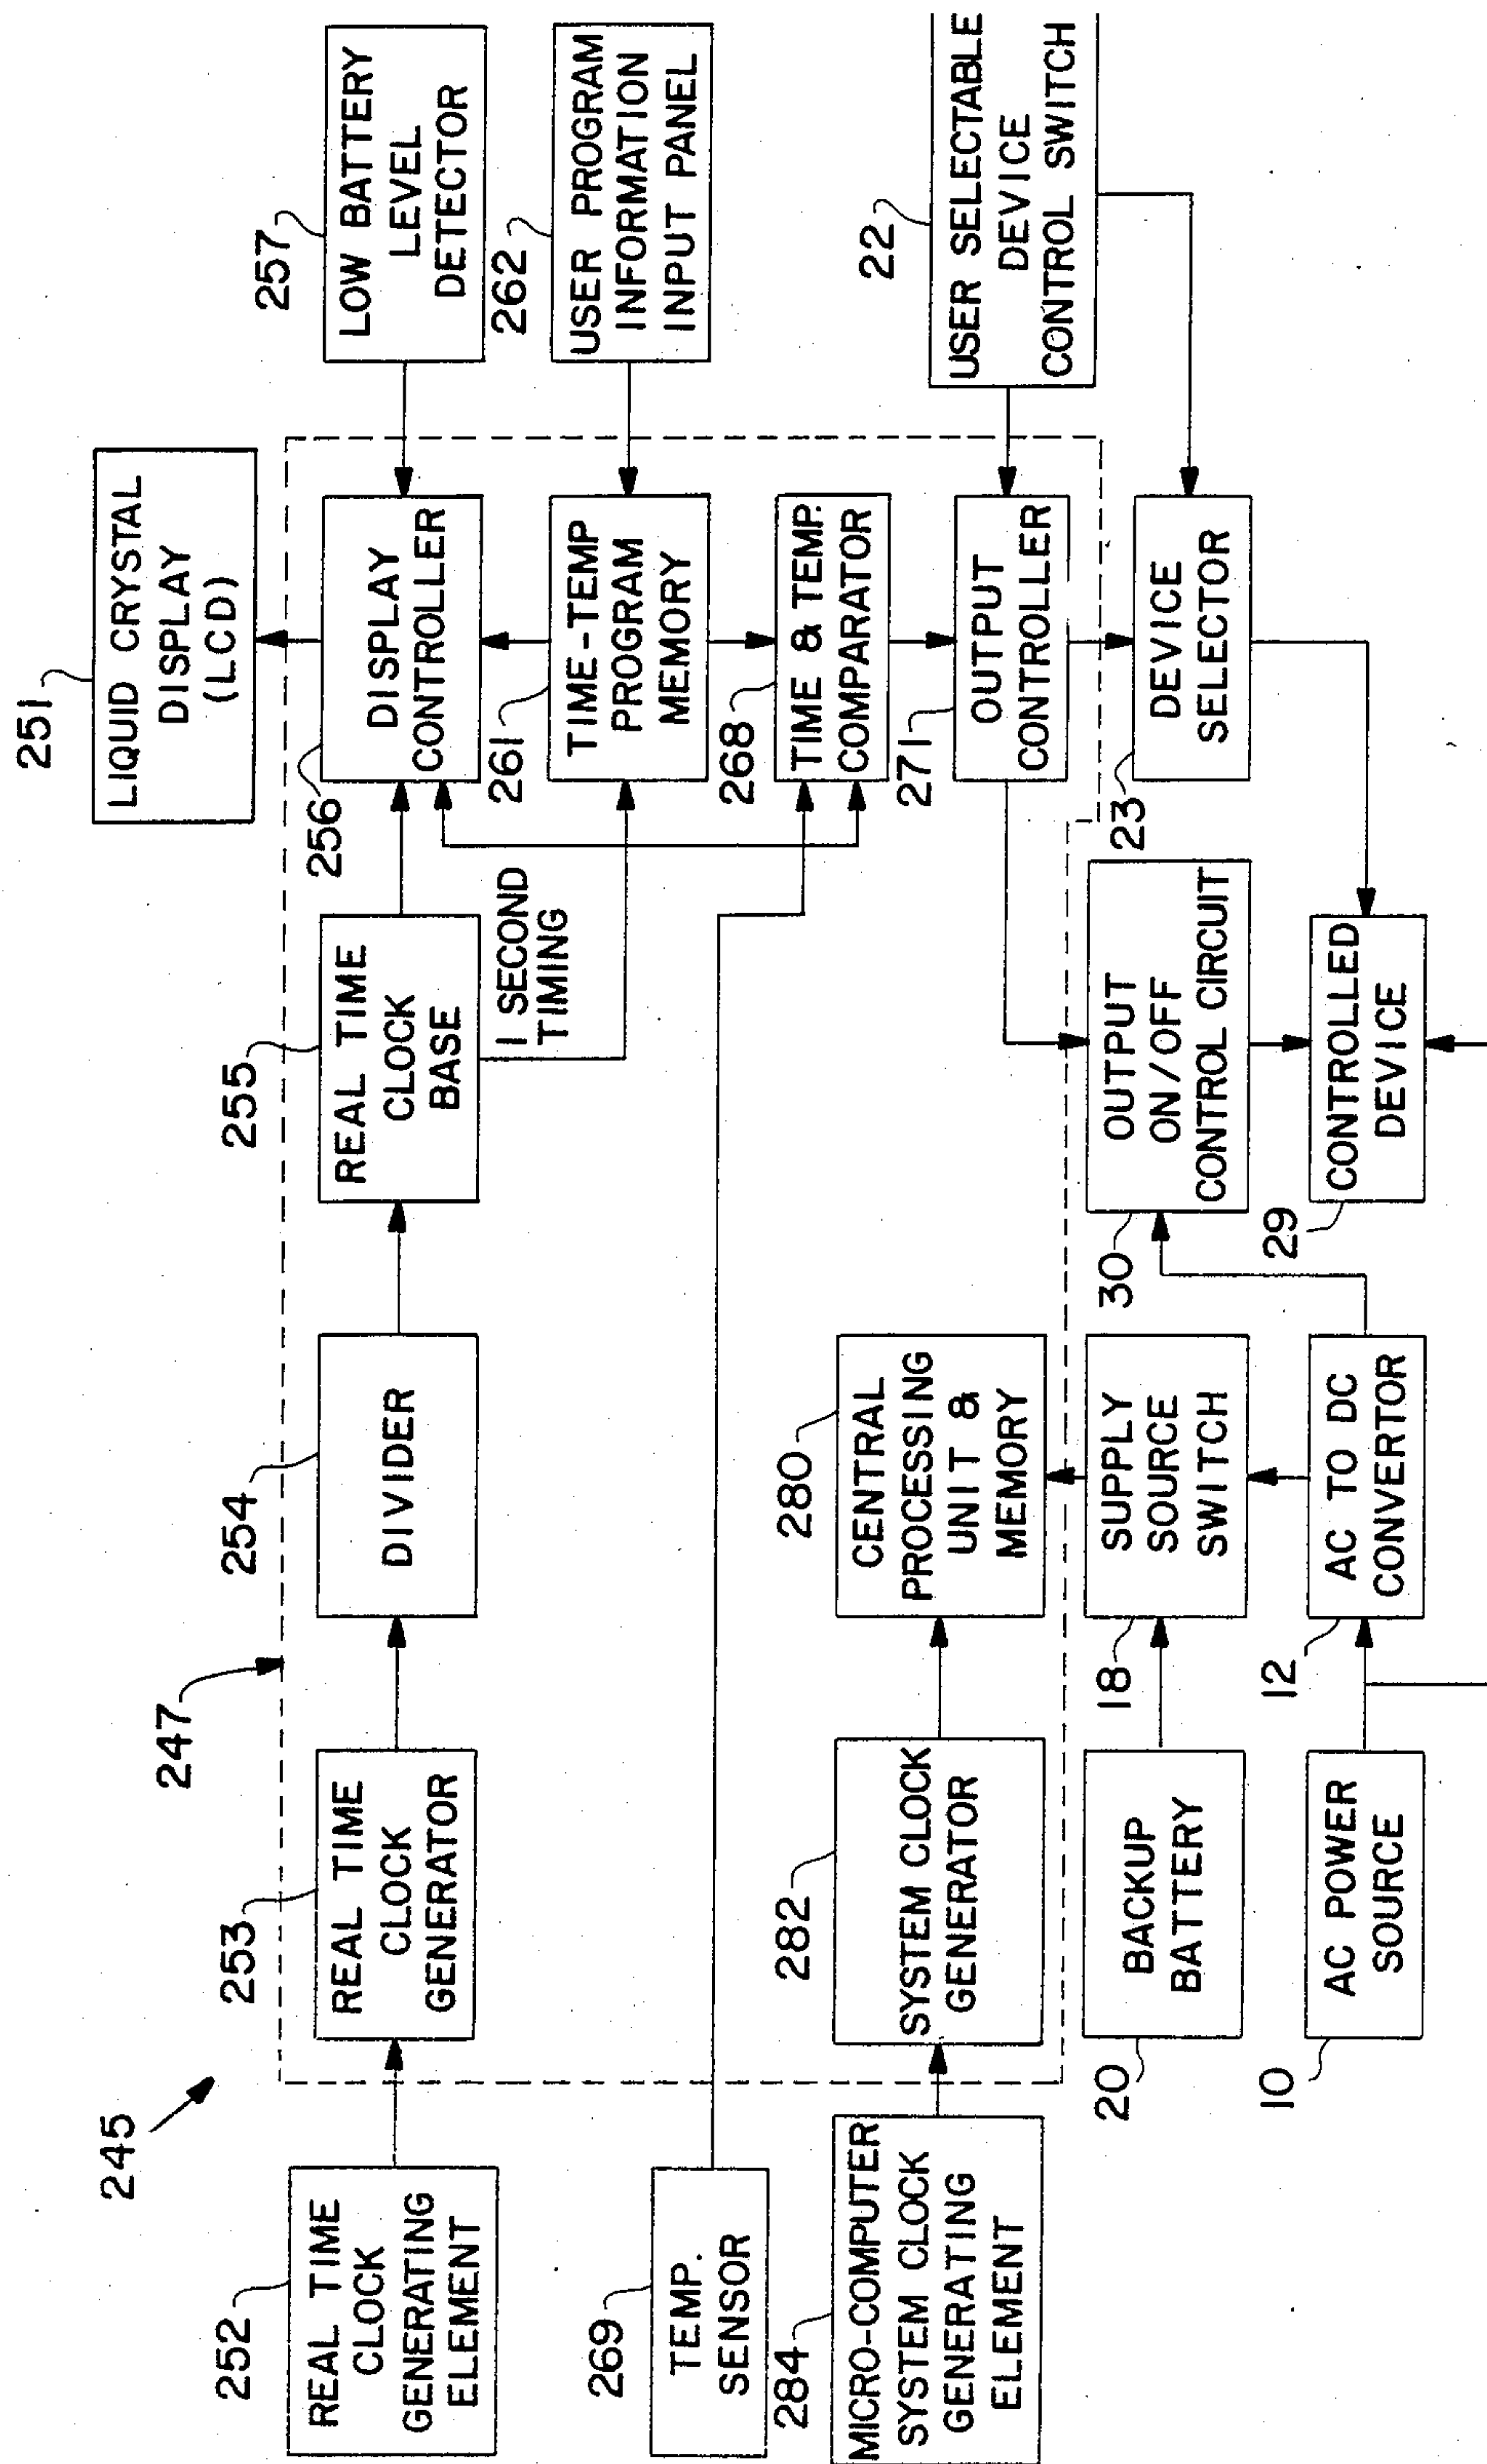 245
247
251
LIQUID CRYSTAL
DISPLAY
(LCD)
252
REAL TIME
CLOCK
GENERATING
ELEMENT
253
REAL TIME
CLOCK
GENERATOR
254
DIVIDER
255
REAL TIME
CLOCK
BASE
1 SECOND
TIMING
256
DISPLAY
CONTROLLER
257
LOW BATTERY
LEVEL
DETECTOR
261
TIME-TEMP
PROGRAM
MEMORY
262
USER PROGRAM
INFORMATION
INPUT PANEL
269
TEMP.
SENSOR
268
TIME & TEMP.
COMPARATOR
284
MICRO-COMPUTER
SYSTEM CLOCK
GENERATING
ELEMENT
282
SYSTEM CLOCK
GENERATOR
280
CENTRAL
PROCESSING
UNIT &
MEMORY
271
OUTPUT
CONTROLLER
22
USER SELECTABLE
DEVICE
CONTROL SWITCH
20
BACKUP
BATTERY
18
SUPPLY
SOURCE
SWITCH
30
OUTPUT
ON/OFF
CONTROL CIRCUIT
23
DEVICE
SELECTOR
10
AC POWER
SOURCE
12
AC TO DC
CONVERTOR
29
CONTROLLED
DEVICE